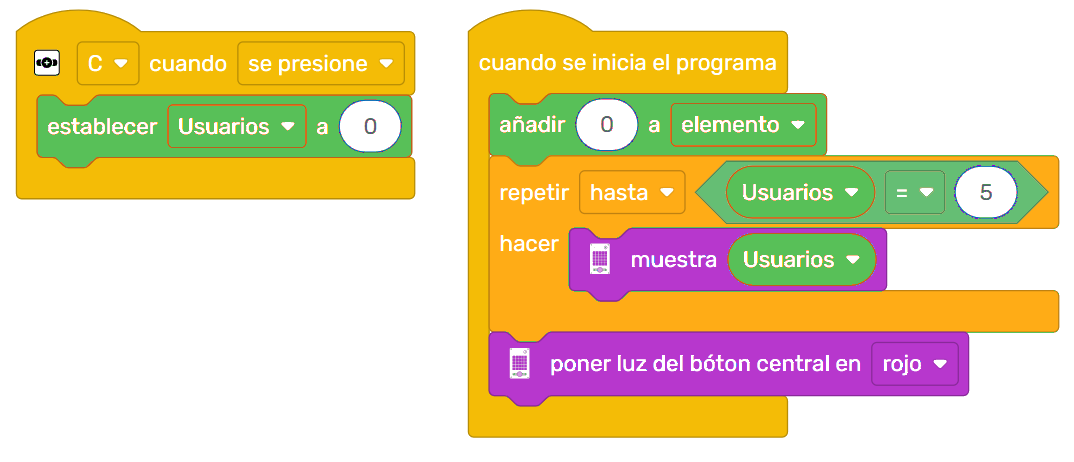 C cuando se presione
establecer Usuarios a 0
cuando se inicia el programa
añadir 0 a elemento
repetir hasta Usuarios = 5
hacer muestra Usuarios
poner luz del bóton central en rojo